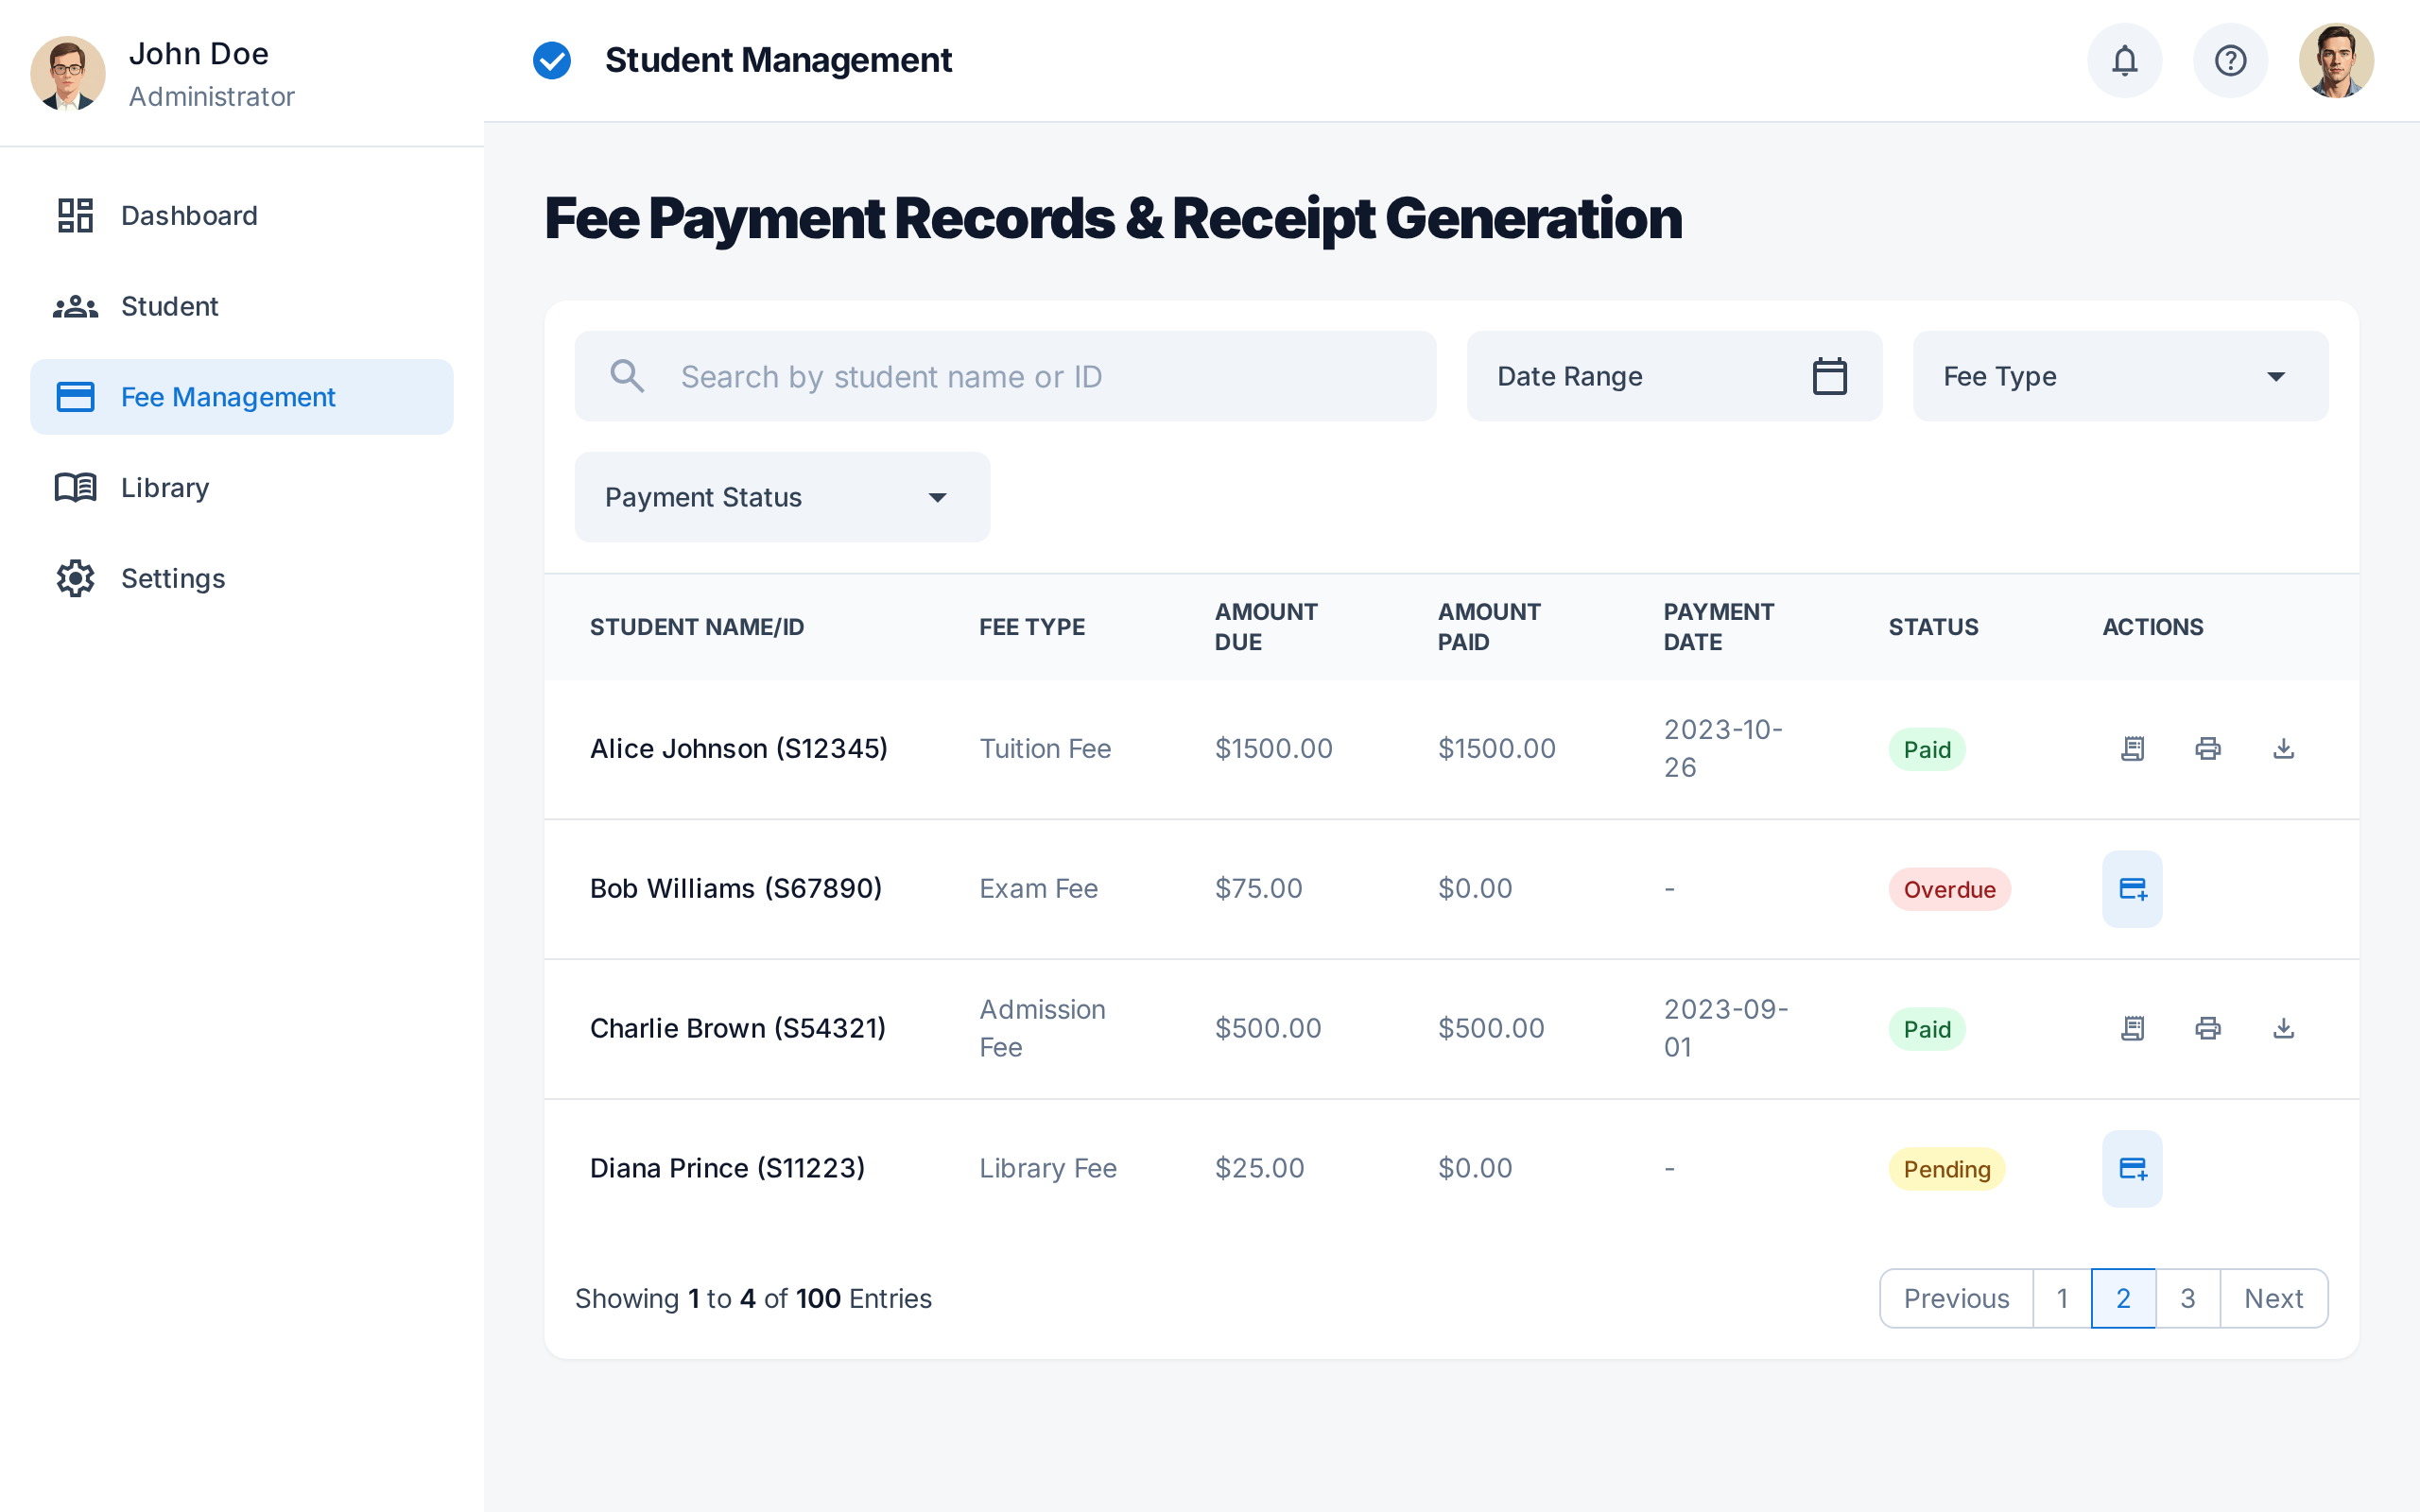 John Doe
Administrator
Dashboard
Student
Fee Management
Library
Settings
Student Management
Fee Payment Records & Receipt Generation
Search by student name or ID
Date Range
Fee Type
Payment Status
STUDENT NAME/ID FEE TYPE AMOUNT DUE AMOUNT PAID PAYMENT DATE STATUS ACTIONS
Alice Johnson (S12345) Tuition Fee $1500.00 $1500.00 2023-10-26 Paid
Bob Williams (S67890) Exam Fee $75.00 $0.00 - Overdue
Charlie Brown (S54321) Admission Fee $500.00 $500.00 2023-09-01 Paid
Diana Prince (S11223) Library Fee $25.00 $0.00 - Pending
Showing 1 to 4 of 100 Entries
Previous 1 2 3 Next